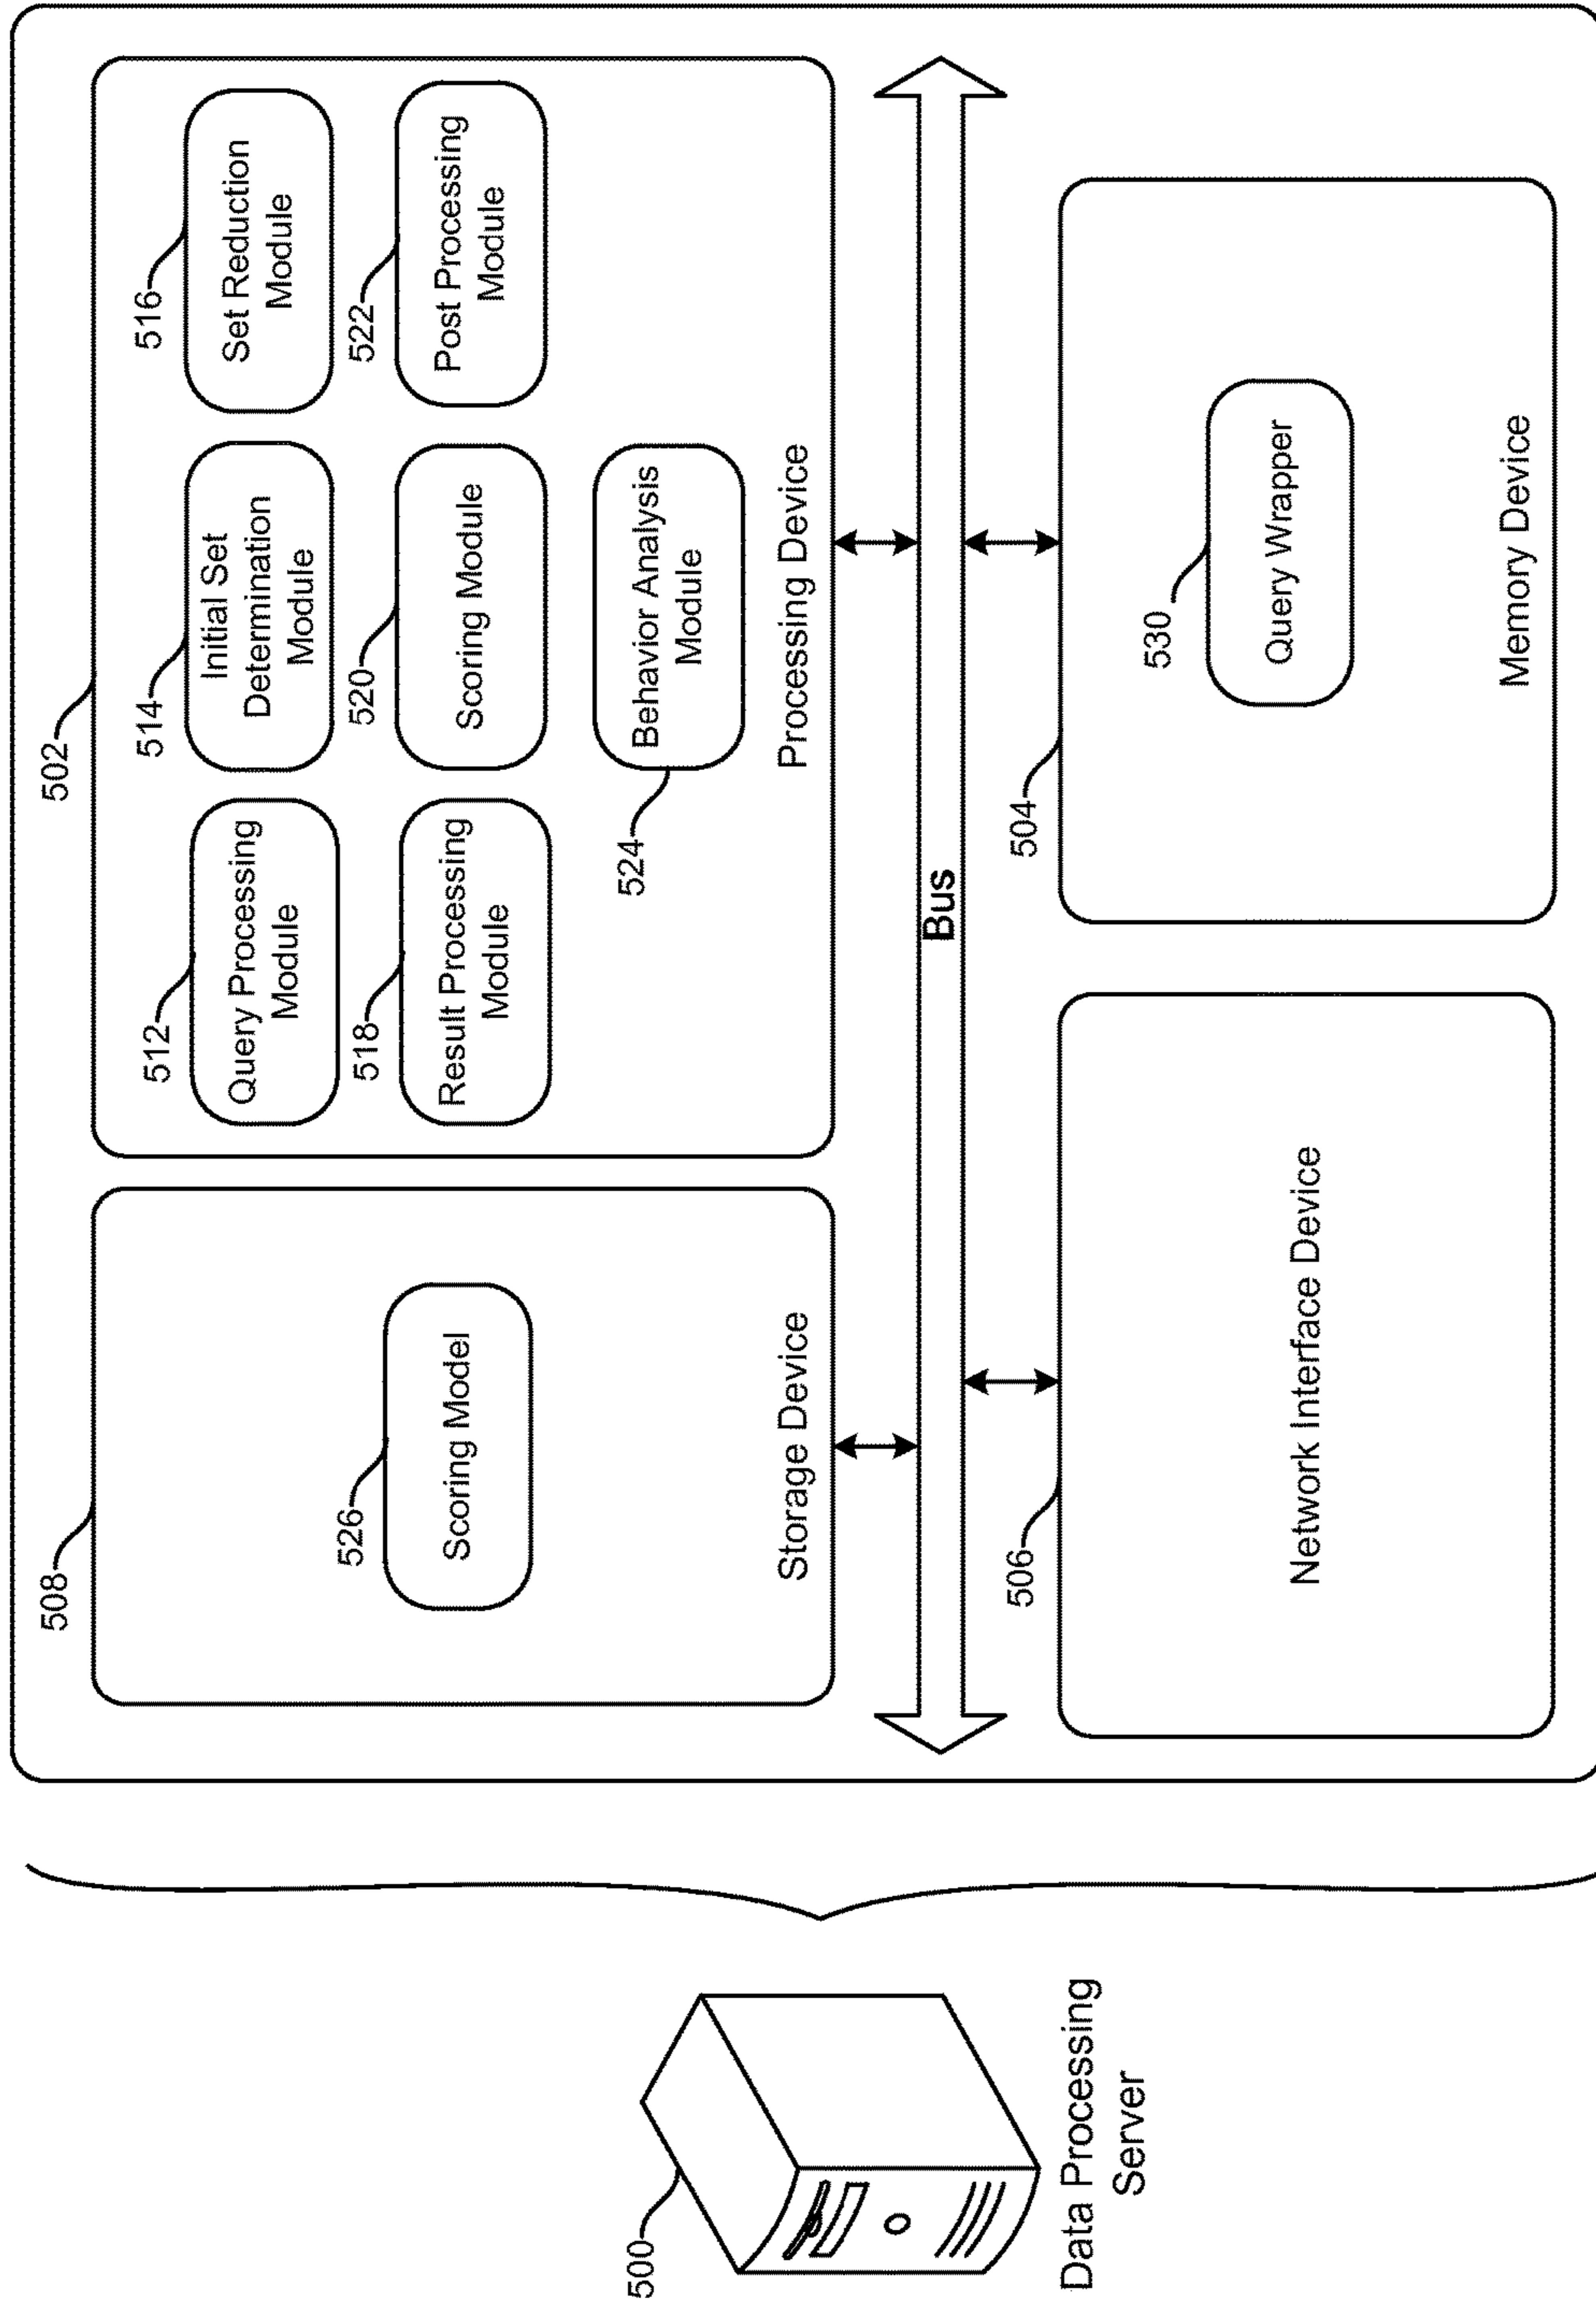 500
Data Processing
Server
508
526
Scoring Model
Storage Device
502
512
Query Processing
Module
514
Initial Set
Determination
Module
516
Set Reduction
Module
518
Result Processing
Module
520
Scoring Module
522
Post Processing
Module
524
Behavior Analysis
Module
Processing Device
Bus
506
Network Interface Device
504
530
Query Wrapper
Memory Device